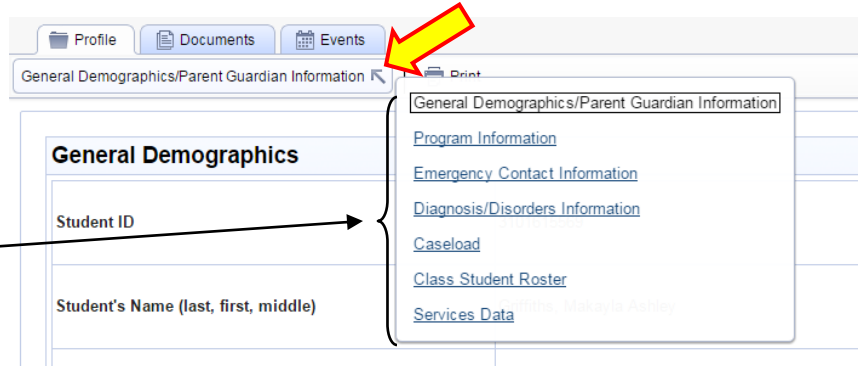 Profile Documents Events
General Demographics/Parent Guardian Information Print
General Demographics/Parent Guardian Information
Program Information
Emergency Contact Information
Diagnosis/Disorders Information
Caseload
Class Student Roster
Services Data
General Demographics
Student ID
Student's Name (last, first, middle)